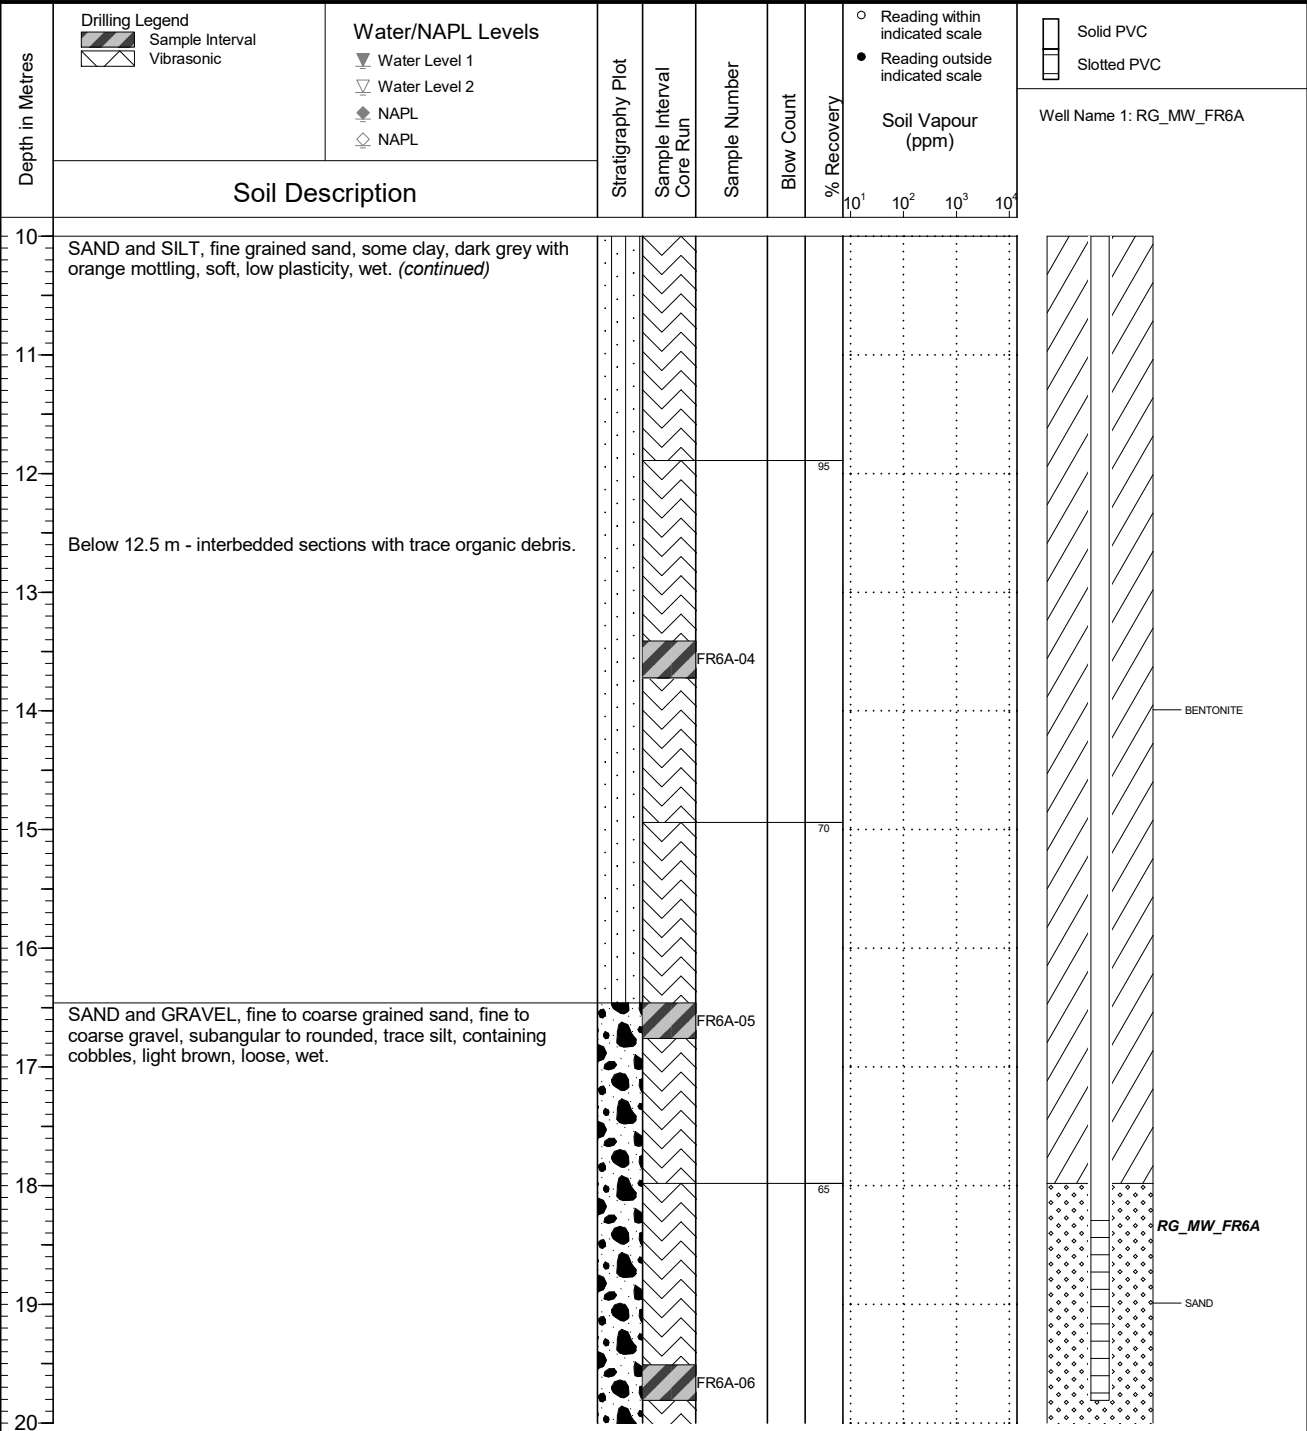 Drilling Legend
Sample Interval
Vibrasonic
Water/NAPL Levels
Water Level 1
Water Level 2
NAPL
NAPL
Depth in Metres
Soil Description
Stratigraphy Plot
Sample Interval
Core Run
Sample Number
Blow Count
% Recovery
Reading within
indicated scale
Reading outside
indicated scale
Soil Vapour
(ppm)
10¹ 10² 10³ 10⁴
Solid PVC
Slotted PVC
Well Name 1: RG_MW_FR6A
10
SAND and SILT, fine grained sand, some clay, dark grey with
orange mottling, soft, low plasticity, wet. (continued)
11
12
95
Below 12.5 m - interbedded sections with trace organic debris.
13
FR6A-04
14
BENTONITE
15
70
16
SAND and GRAVEL, fine to coarse grained sand, fine to
coarse gravel, subangular to rounded, trace silt, containing
cobbles, light brown, loose, wet.
FR6A-05
17
18
65
RG_MW_FR6A
19
SAND
FR6A-06
20